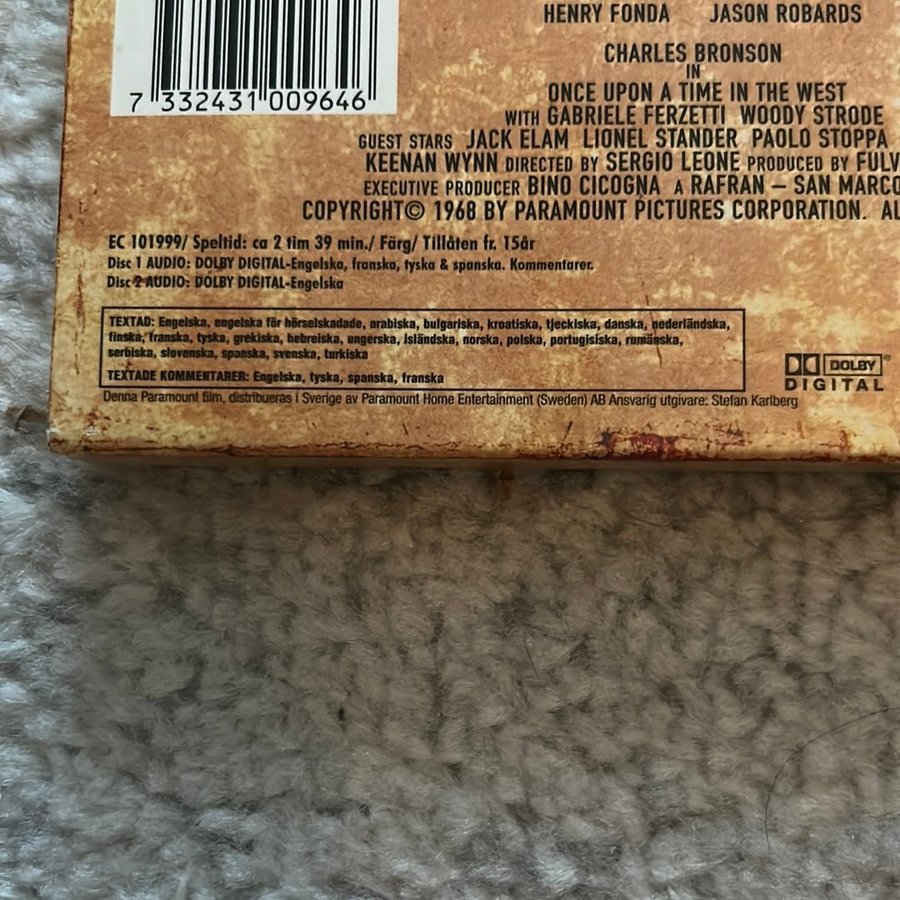 HENRY FONDA JASON ROBARDS
CHARLES BRONSON
IN
ONCE UPON A TIME IN THE WEST
WITH GABRIELE FERZETTI WOODY STRODE
GUEST STARS JACK ELAM LIONEL STANDER PAOLO STOPPA
KEENAN WYNN DIRECTED BY SERGIO LEONE PRODUCED BY FULV
EXECUTIVE PRODUCER BINO CICOGNA A RAFRAN – SAN MARCO
COPYRIGHT© 1968 BY PARAMOUNT PICTURES CORPORATION. AL
7 332431 009646
EC 101999/ Speltid: ca 2 tim 39 min./ Färg/ Tillåten fr. 15år
Disc 1 AUDIO: DOLBY DIGITAL-Engelska, franska, tyska & spanska. Kommentarer.
Disc 2 AUDIO: DOLBY DIGITAL-Engelska
TEXTAD: Engelska, engelska för hörselskadade, arabiska, bulgariska, kroatiska, tjeckiska, danska, nederländska,
finska, franska, tyska, grekiska, hebreiska, ungerska, isländska, norska, polska, portugisiska, rumänska,
serbiska, slovenska, spanska, svenska, turkiska
TEXTADE KOMMENTARER: Engelska, tyska, spanska, franska
Denna Paramount film, distribueras i Sverige av Paramount Home Entertainment (Sweden) AB Ansvarig utgivare: Stefan Karlberg
DOLBY®
DIGITAL